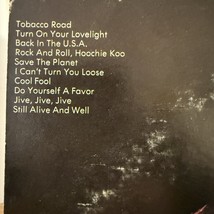 Tobacco Road
Turn On Your Lovelight
Back In The U.S.A.
Rock And Roll, Hoochie Koo
Save The Planet
I Can't Turn You Loose
Cool Fool
Do Yourself A Favor
Jive, Jive, Jive
Still Alive And Well